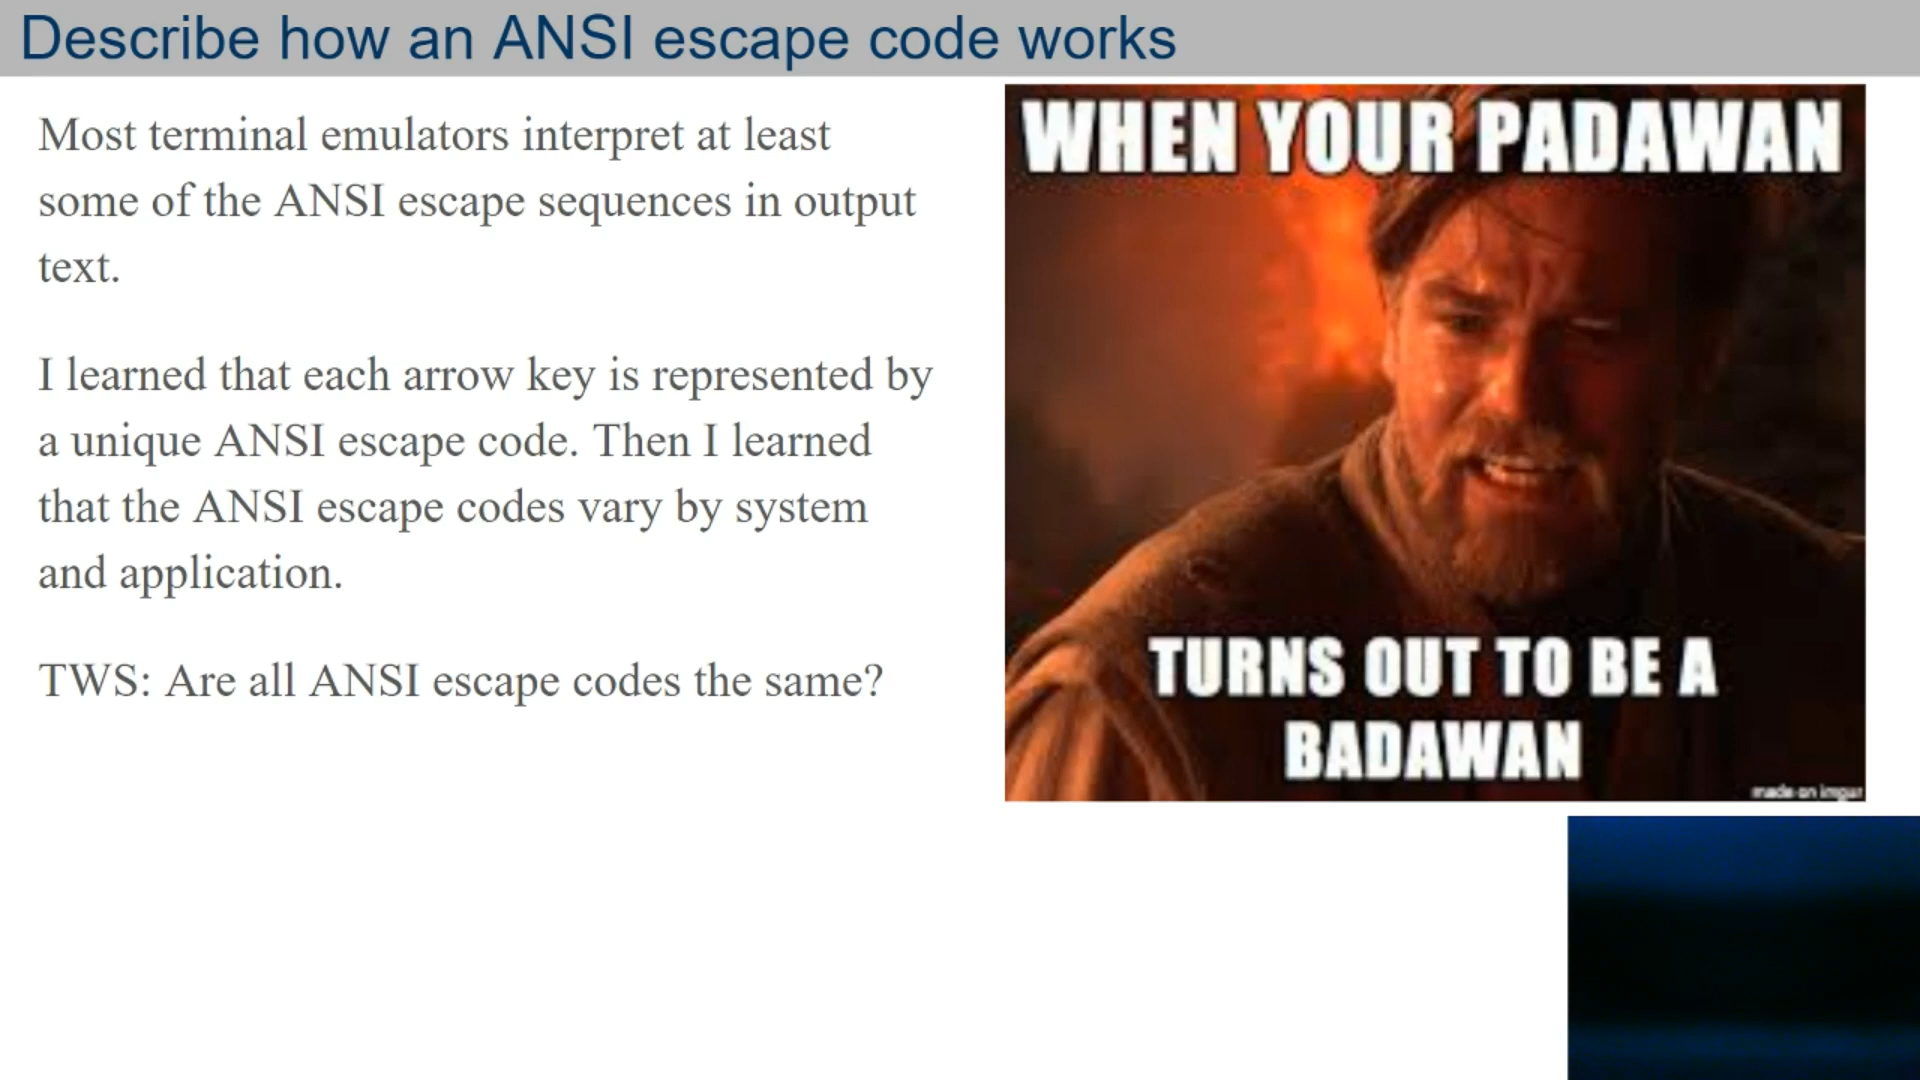 Describe how an ANSI escape code works
Most terminal emulators interpret at least
some of the ANSI escape sequences in output
text.
I learned that each arrow key is represented by
a unique ANSI escape code. Then I learned
that the ANSI escape codes vary by system
and application.
TWS: Are all ANSI escape codes the same?
WHEN YOUR PADAWAN
TURNS OUT TO BE A
BADAWAN
made on imgur